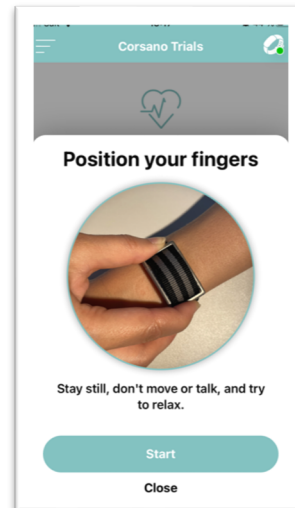 Corsano Trials
Position your fingers
Stay still, don't move or talk, and try
to relax.
Start
Close